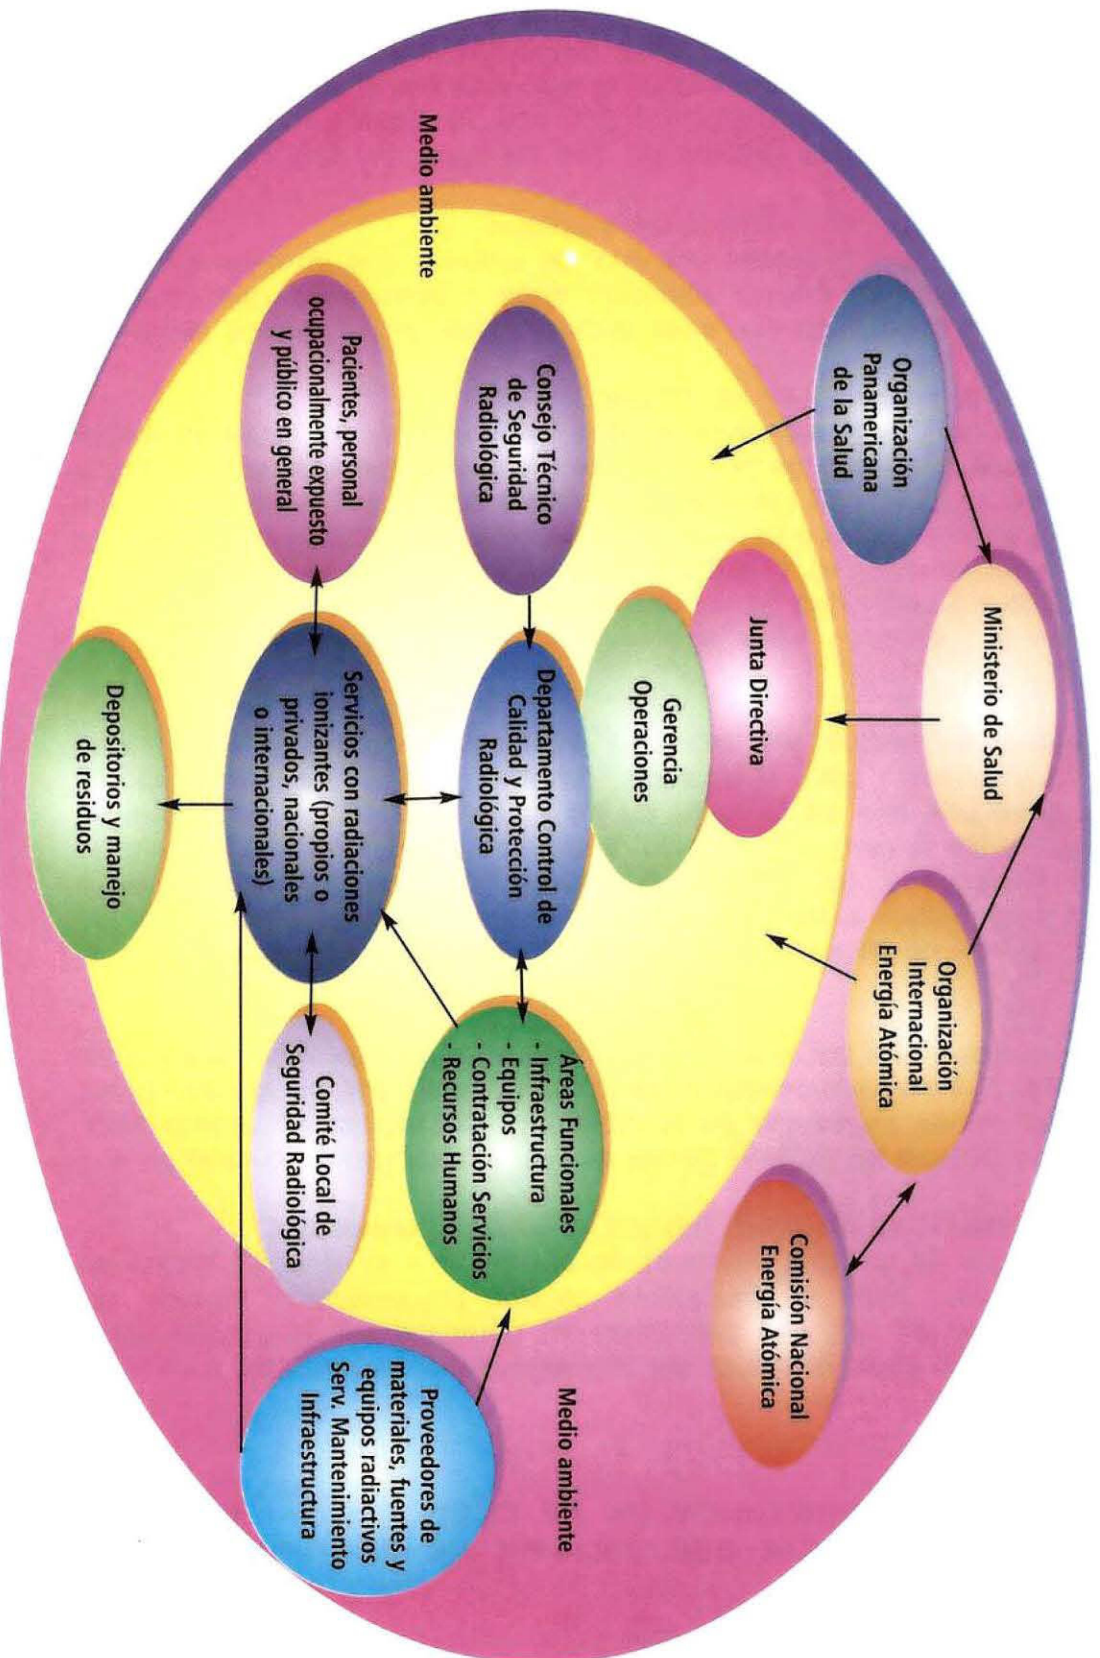 Organización
Panamericana
de la Salud
Ministerio de Salud
Organización
Internacional
Energía Atómica
Comisión Nacional
Energía Atómica
Junta Directiva
Gerencia
Operaciones
Medio ambiente
Consejo Técnico
de Seguridad
Radiológica
Departamento Control de
Calidad y Protección
Radiológica
Áreas Funcionales
- Infraestructura
- Equipos
- Contratación Servicios
- Recursos Humanos
Medio ambiente
Pacientes, personal
ocupacionalmente expuesto
y público en general
Servicios con radiaciones
ionizantes (propios o
privados, nacionales
o internacionales)
Comité Local de
Seguridad Radiológica
Proveedores de
materiales, fuentes y
equipos radiactivos
Serv. Mantenimiento
Infraestructura
Depositorios y manejo
de residuos